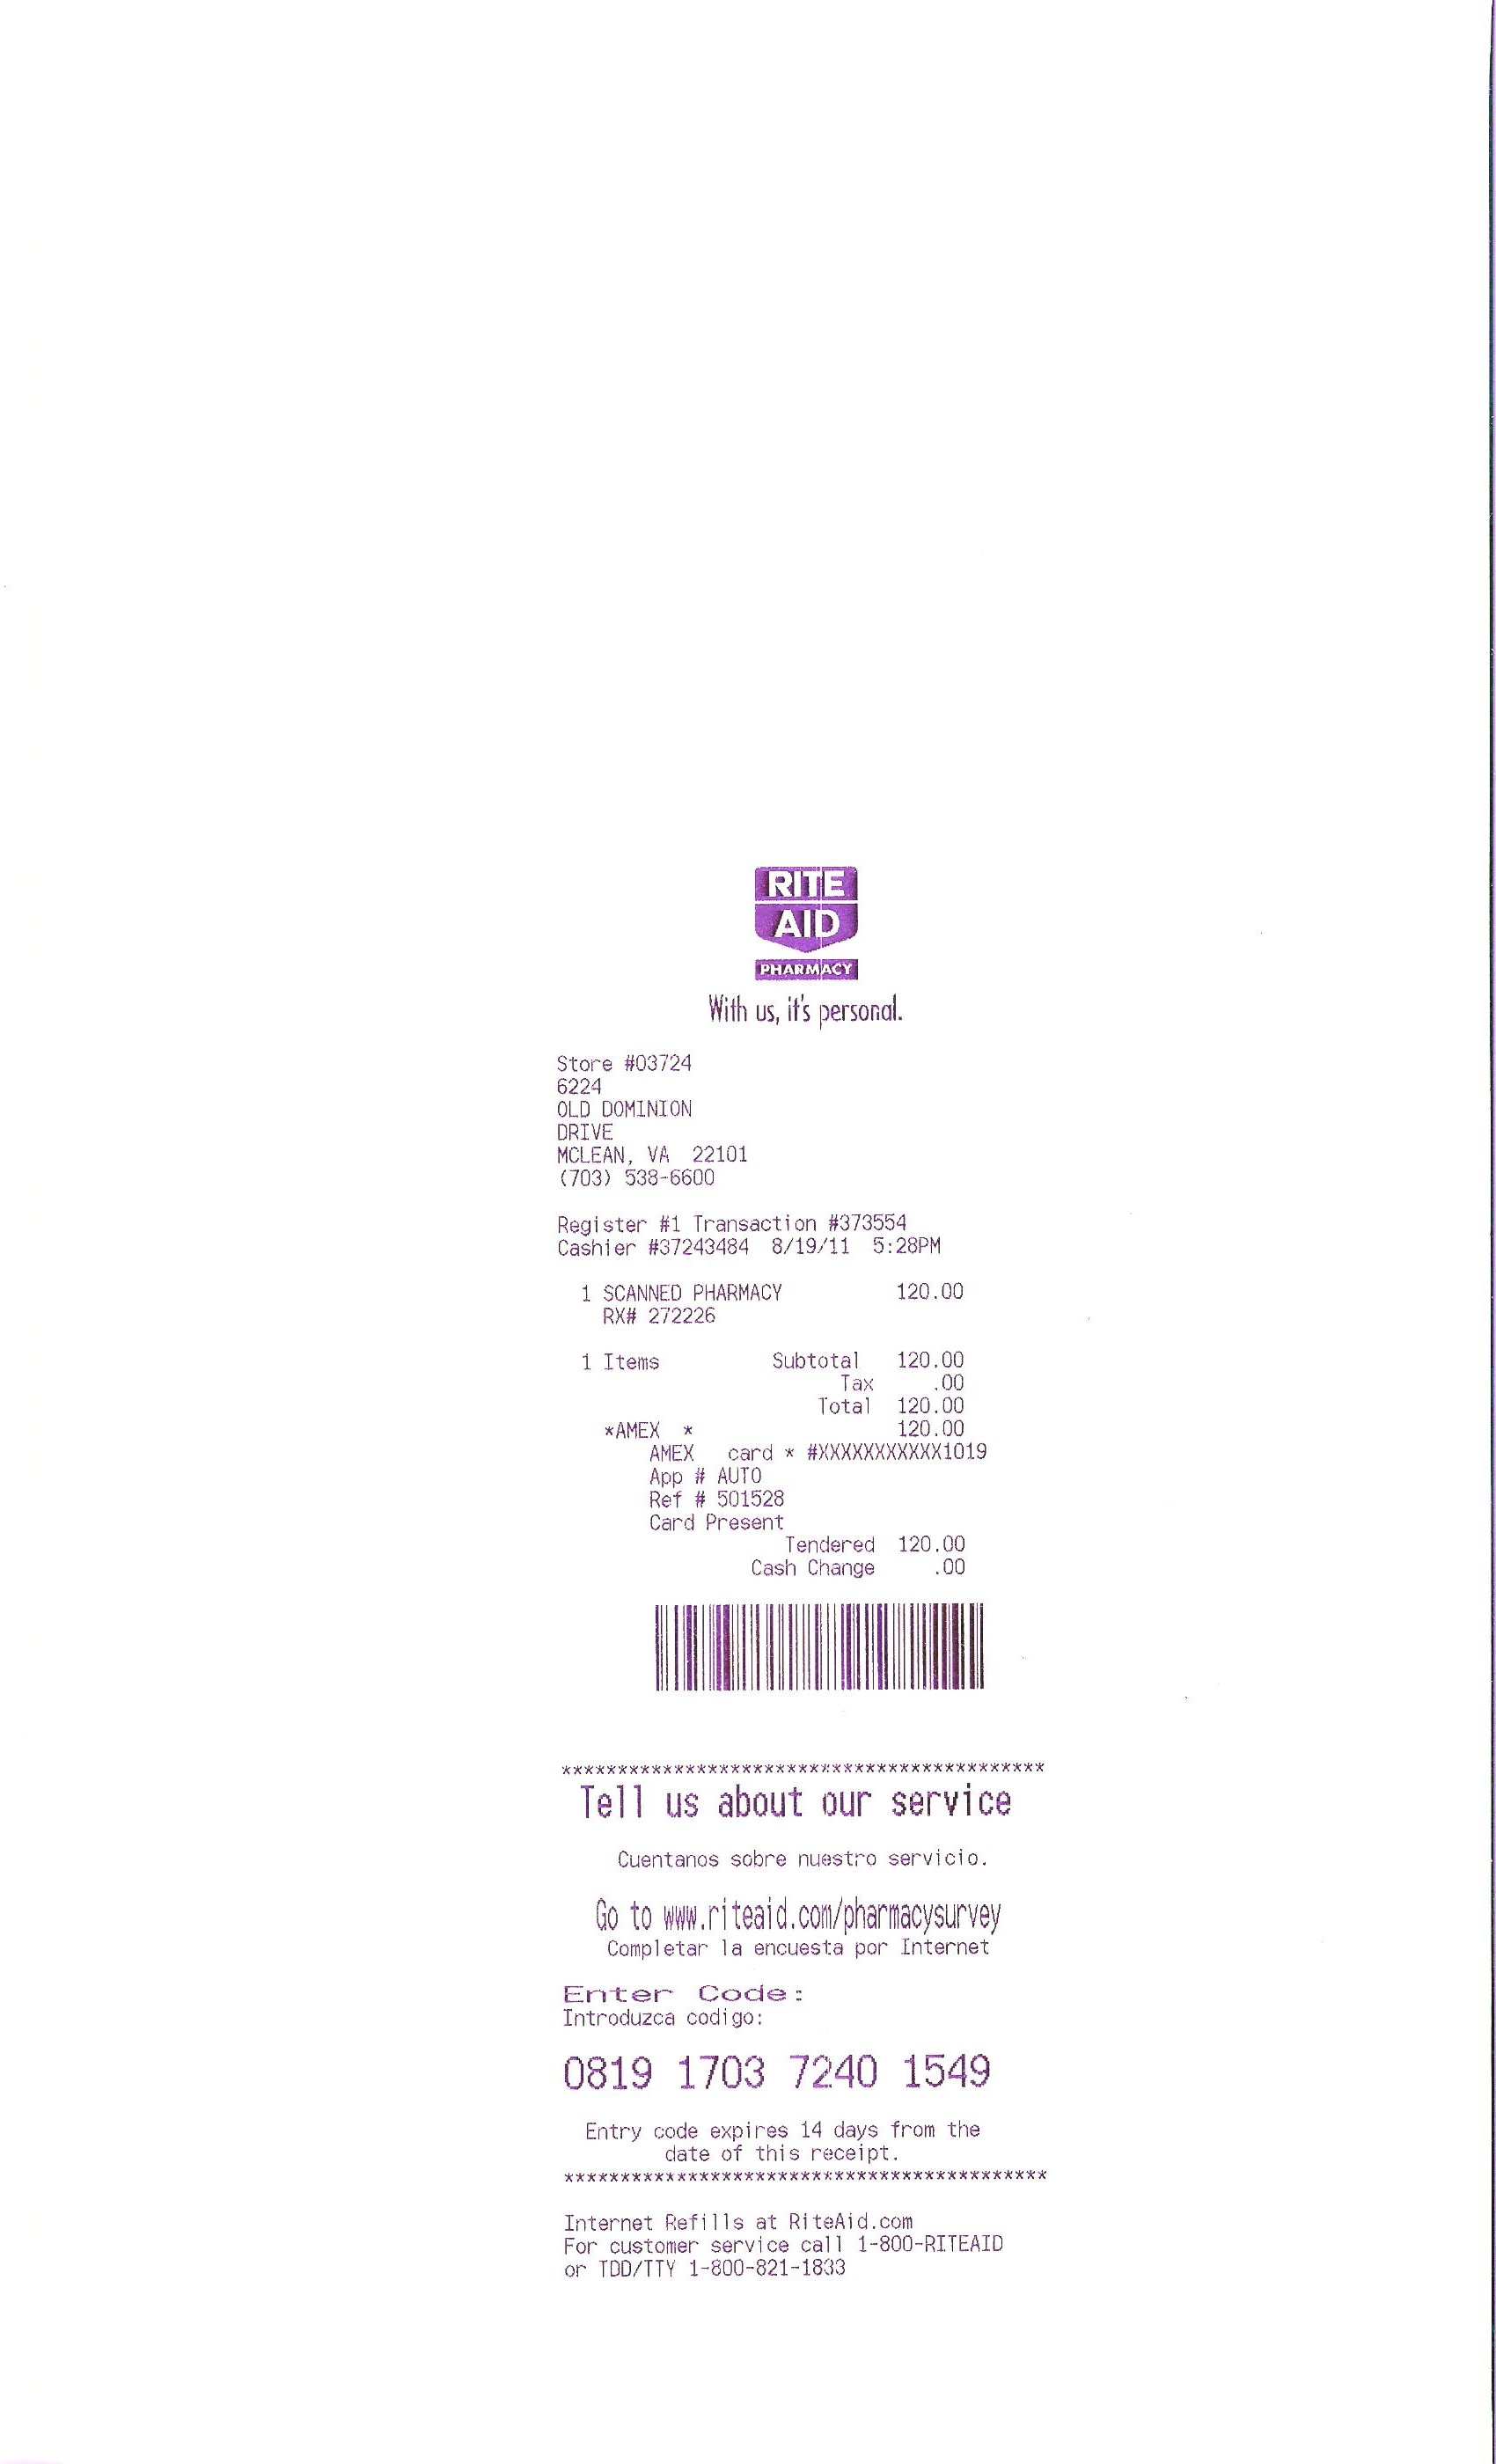 RITE
AID
PHARMACY
With us, it's personal.
Store #03724
6224
OLD DOMINION
DRIVE
MCLEAN, VA  22101
(703) 538-6600
Register #1 Transaction #373554
Cashier #37243484  8/19/11  5:28PM
1 SCANNED PHARMACY 120.00
RX# 272226
1 Items Subtotal 120.00
Tax .00
Total 120.00
*AMEX * 120.00
AMEX card * #XXXXXXXXXXX1019
App # AUTO
Ref # 501528
Card Present
Tendered 120.00
Cash Change .00
*******************************************
Tell us about our service
Cuentanos sobre nuestro servicio.
Go to www.riteaid.com/pharmacysurvey
Completar la encuesta por Internet
Enter Code:
Introduzca codigo:
0819 1703 7240 1549
Entry code expires 14 days from the
date of this receipt.
*******************************************
Internet Refills at RiteAid.com
For customer service call 1-800-RITEAID
or TDD/TTY 1-800-821-1833